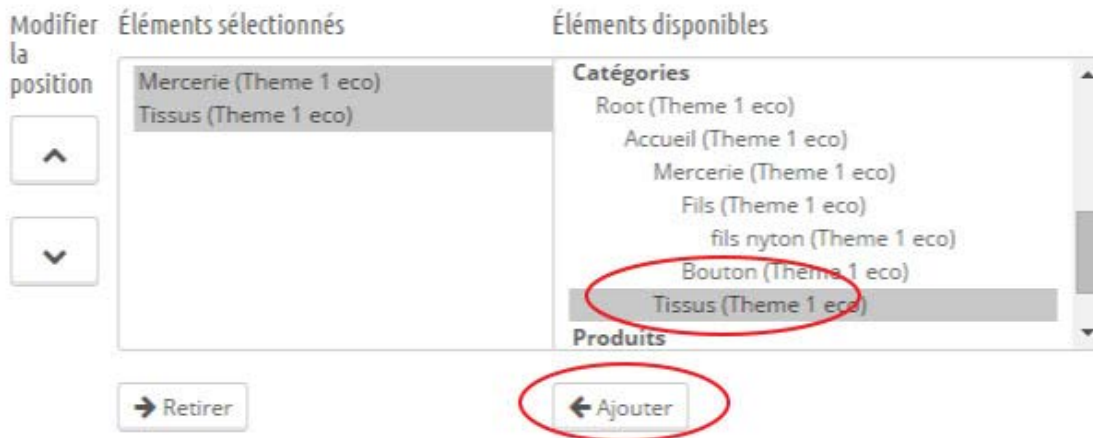 Modifier la position
Éléments sélectionnés
Mercerie (Theme 1 eco)
Tissus (Theme 1 eco)
Éléments disponibles
Catégories
Root (Theme 1 eco)
Accueil (Theme 1 eco)
Mercerie (Theme 1 eco)
Fils (Theme 1 eco)
fils nyton (Theme 1 eco)
Bouton (Theme 1 eco)
Tissus (Theme 1 eco)
Produits
Retirer
Ajouter